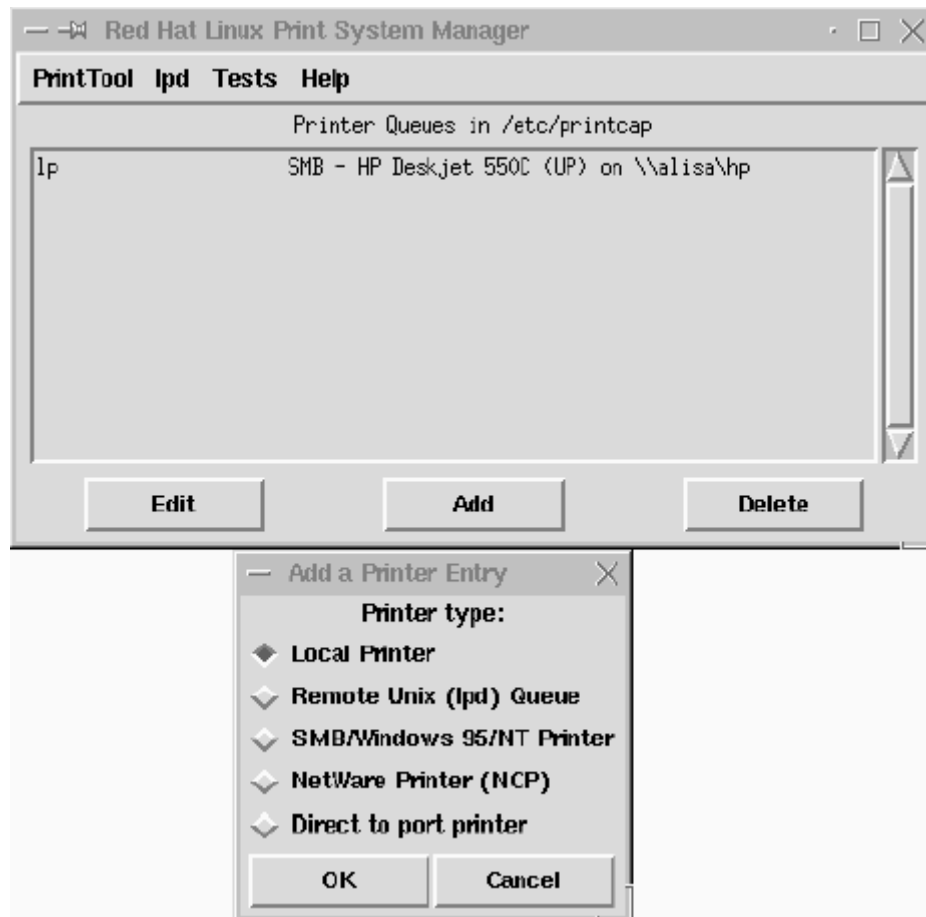 Red Hat Linux Print System Manager
PrintTool lpd Tests Help
Printer Queues in /etc/printcap
lp SMB - HP Deskjet 550C (UP) on \\alisa\hp
Edit Add Delete
Add a Printer Entry
Printer type:
Local Printer
Remote Unix (lpd) Queue
SMB/Windows 95/NT Printer
NetWare Printer (NCP)
Direct to port printer
OK Cancel